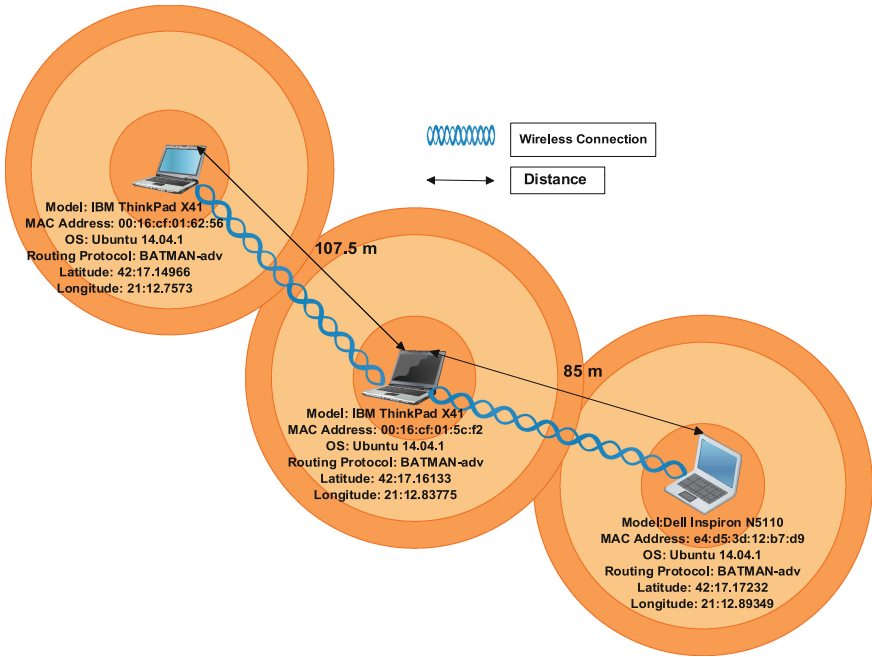 Wireless Connection
Distance
Model: IBM ThinkPad X41
MAC Address: 00:16:cf:01:62:56
OS: Ubuntu 14.04.1
Routing Protocol: BATMAN-adv
Latitude: 42:17.14966
Longitude: 21:12.7573
107.5 m
85 m
Model: IBM ThinkPad X41
MAC Address: 00:16:cf:01:5c:f2
OS: Ubuntu 14.04.1
Routing Protocol: BATMAN-adv
Latitude: 42:17.16133
Longitude: 21:12.83775
Model:Dell Inspiron N5110
MAC Address: e4:d5:3d:12:b7:d9
OS: Ubuntu 14.04.1
Routing Protocol: BATMAN-adv
Latitude: 42:17.17232
Longitude: 21:12.89349